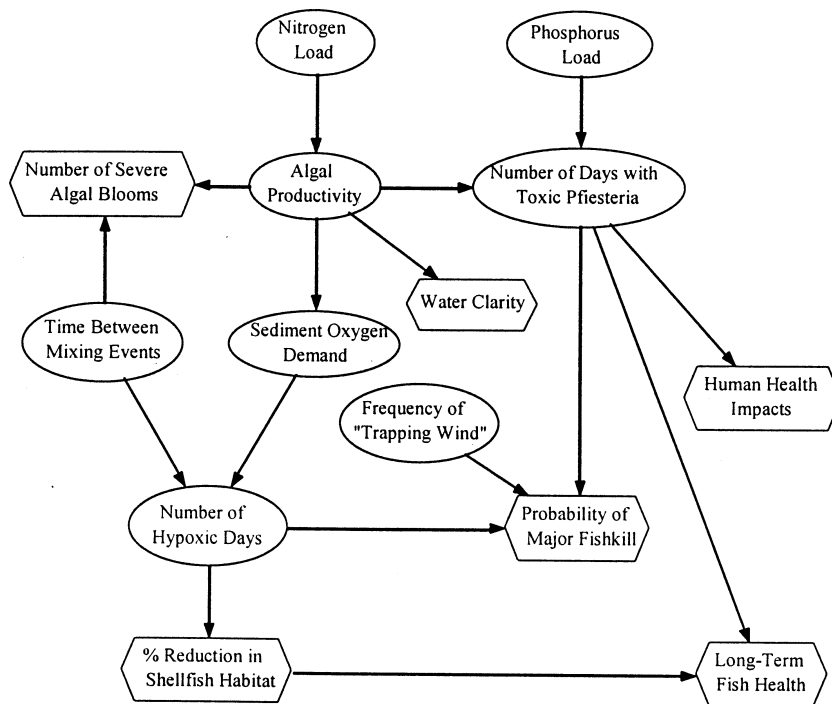 Nitrogen
Load
Phosphorus
Load
Number of Severe
Algal Blooms
Algal
Productivity
Number of Days with
Toxic Pfiesteria
Water Clarity
Time Between
Mixing Events
Sediment Oxygen
Demand
Human Health
Impacts
Frequency of
"Trapping Wind"
Number of
Hypoxic Days
Probability of
Major Fishkill
% Reduction in
Shellfish Habitat
Long-Term
Fish Health